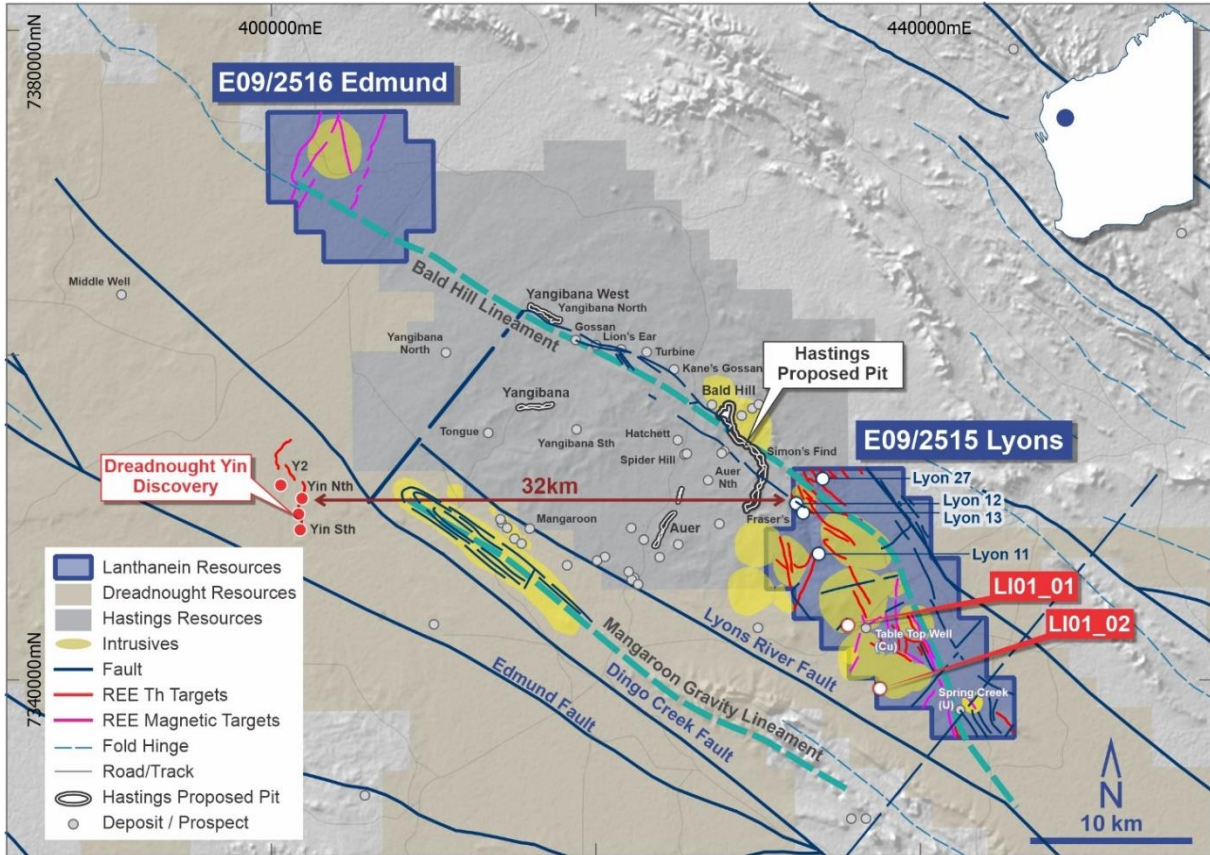 400000mE
440000mE
7380000mN
7340000mN
E09/2516 Edmund
Middle Well
Bald Hill Lineament
Yangibana West
Yangibana North
Gossan
Lion's Ear
Yangibana
North
Turbine
Kane's Gossan
Hastings
Proposed Pit
Bald Hill
Yangibana
Tongue
Yangibana Sth
Hatchett
Spider Hill
Auer
Nth
Simon's Find
E09/2515 Lyons
Dreadnought Yin
Discovery
Y2
Yin Nth
Yin Sth
32km
Lyon 27
Lyon 12
Lyon 13
Lyon 11
Mangaroon
Auer
Fraser's
LI01_01
LI01_02
Table Top Well
(Cu)
Spring Creek
(U)
Lyons River Fault
Mangaroon Gravity Lineament
Dingo Creek Fault
Edmund Fault
Lanthanein Resources
Dreadnought Resources
Hastings Resources
Intrusives
Fault
REE Th Targets
REE Magnetic Targets
Fold Hinge
Road/Track
Hastings Proposed Pit
Deposit / Prospect
N
10 km